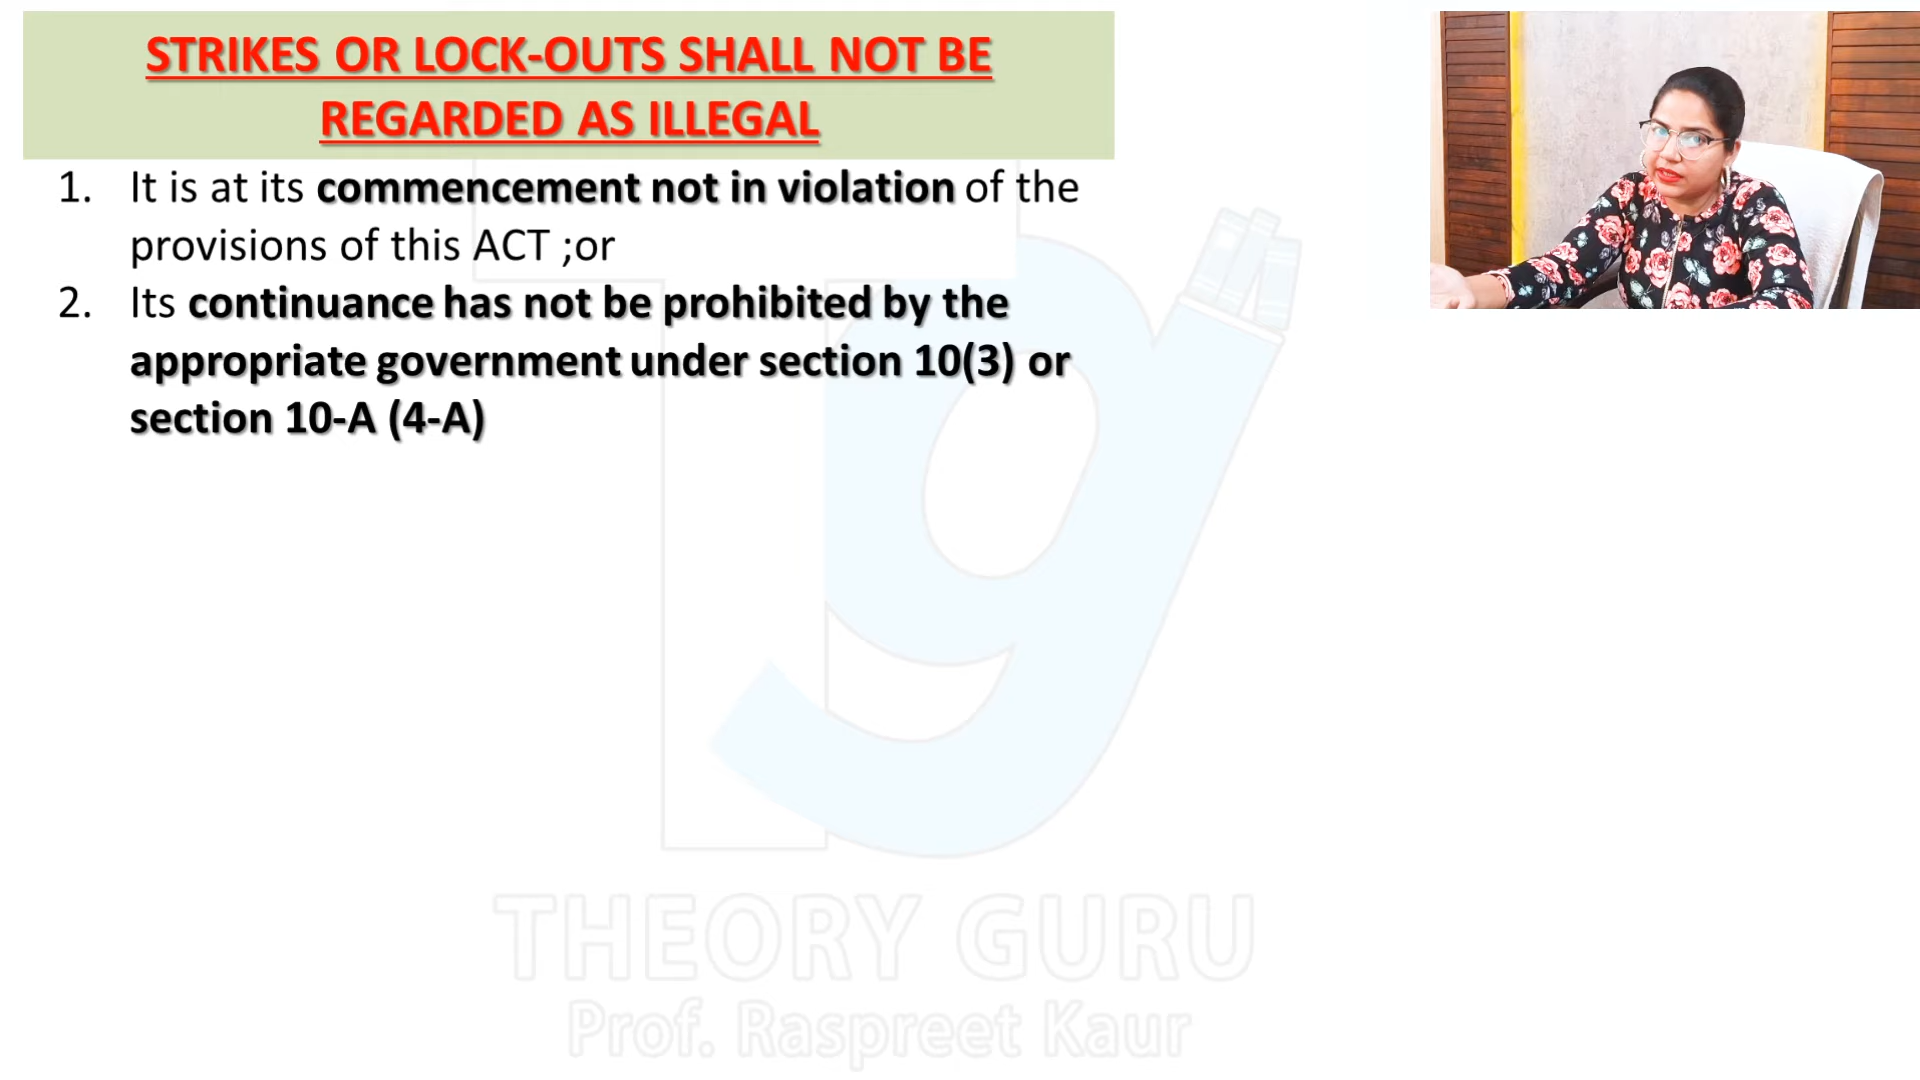 STRIKES OR LOCK-OUTS SHALL NOT BE
REGARDED AS ILLEGAL
1. It is at its commencement not in violation of the
provisions of this ACT ;or
2. Its continuance has not be prohibited by the
appropriate government under section 10(3) or
section 10-A (4-A)
Tg
THEORY GURU
Prof. Raspreet Kaur